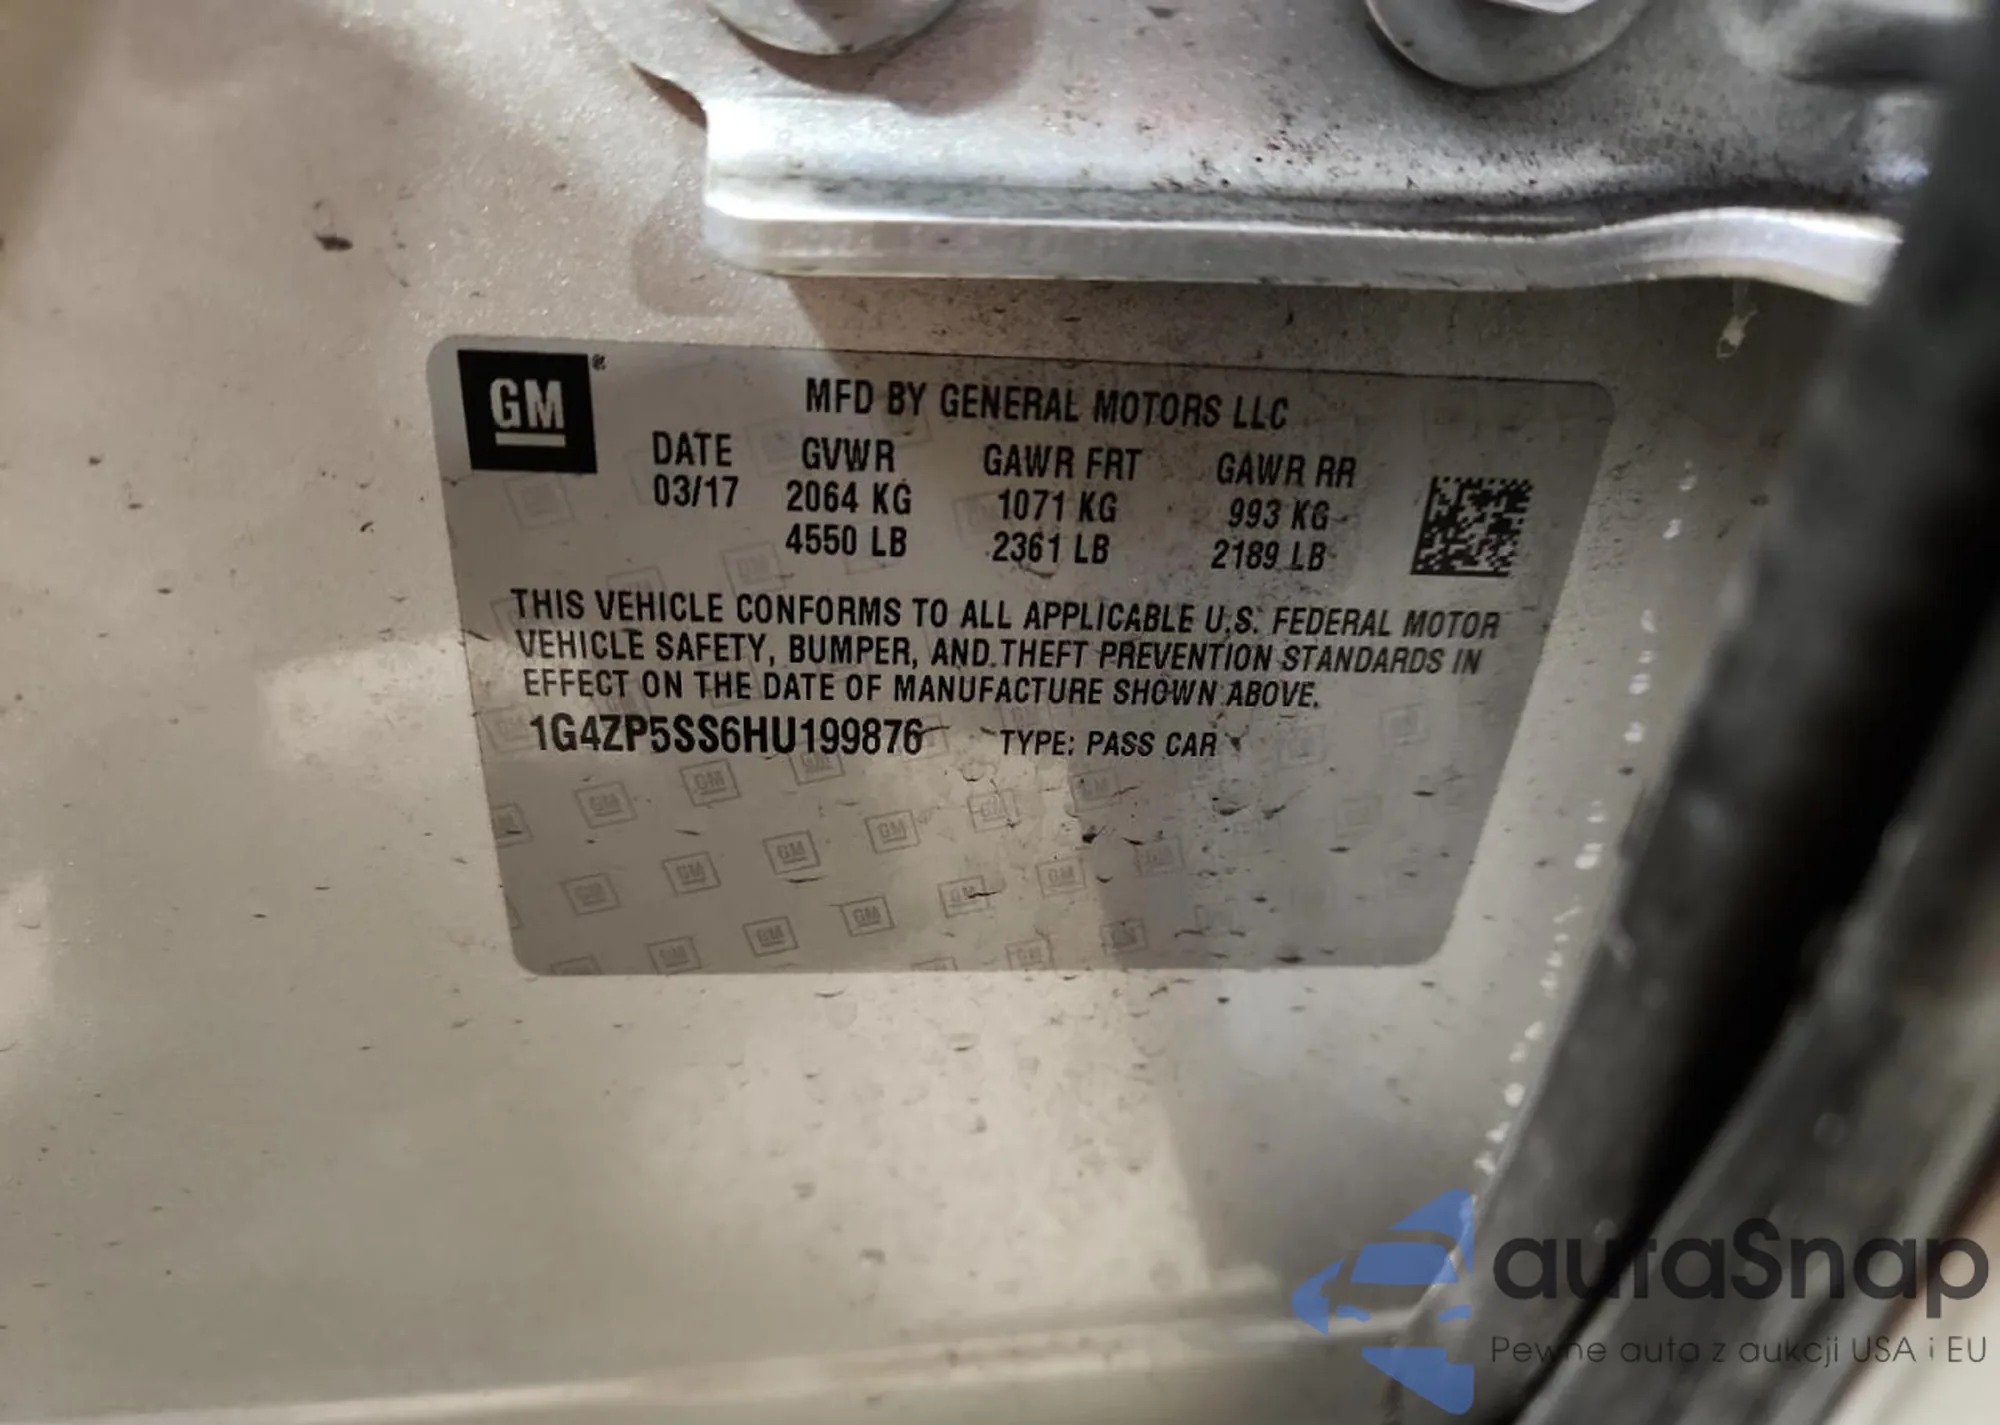 GM
MFD BY GENERAL MOTORS LLC
DATE GVWR GAWR FRT GAWR RR
03/17 2064 KG 1071 KG 993 KG
4550 LB 2361 LB 2189 LB
THIS VEHICLE CONFORMS TO ALL APPLICABLE U.S. FEDERAL MOTOR
VEHICLE SAFETY, BUMPER, AND THEFT PREVENTION STANDARDS IN
EFFECT ON THE DATE OF MANUFACTURE SHOWN ABOVE.
1G4ZP5SS6HU199876 TYPE: PASS CAR
autaSnap
Pewne auta z aukcji USA i EU